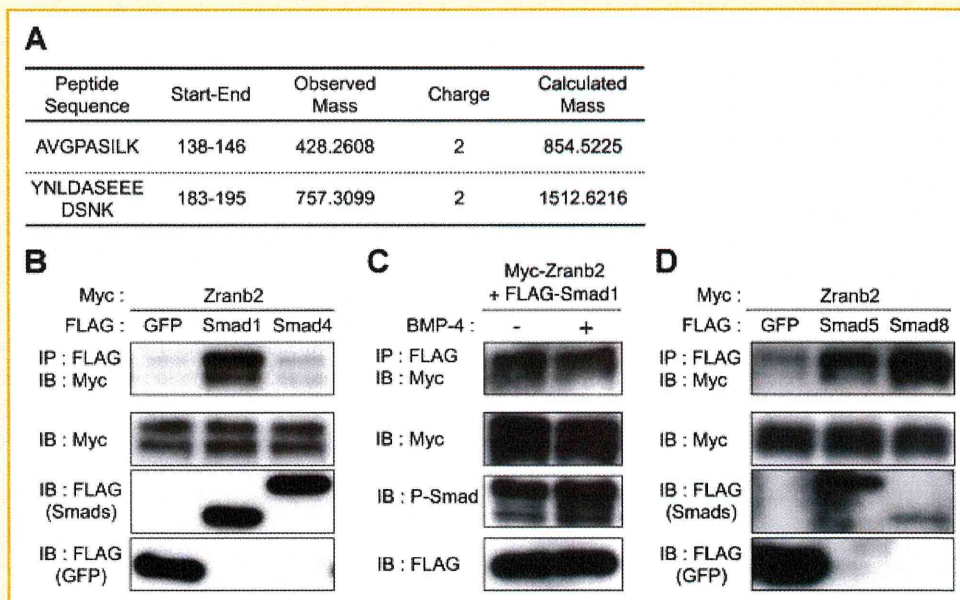 A
Peptide Sequence Start-End Observed Mass Charge Calculated Mass
AVGPASILK 138-146 428.2608 2 854.5225
YNLDASEEE DSNK 183-195 757.3099 2 1512.6216
B
Myc : Zranb2
FLAG : GFP Smad1 Smad4
IP : FLAG
IB : Myc
IB : Myc
IB : FLAG
(Smads)
IB : FLAG
(GFP)
C
Myc-Zranb2
+ FLAG-Smad1
BMP-4 : - +
IP : FLAG
IB : Myc
IB : Myc
IB : P-Smad
IB : FLAG
D
Myc : Zranb2
FLAG : GFP Smad5 Smad8
IP : FLAG
IB : Myc
IB : Myc
IB : FLAG
(Smads)
IB : FLAG
(GFP)